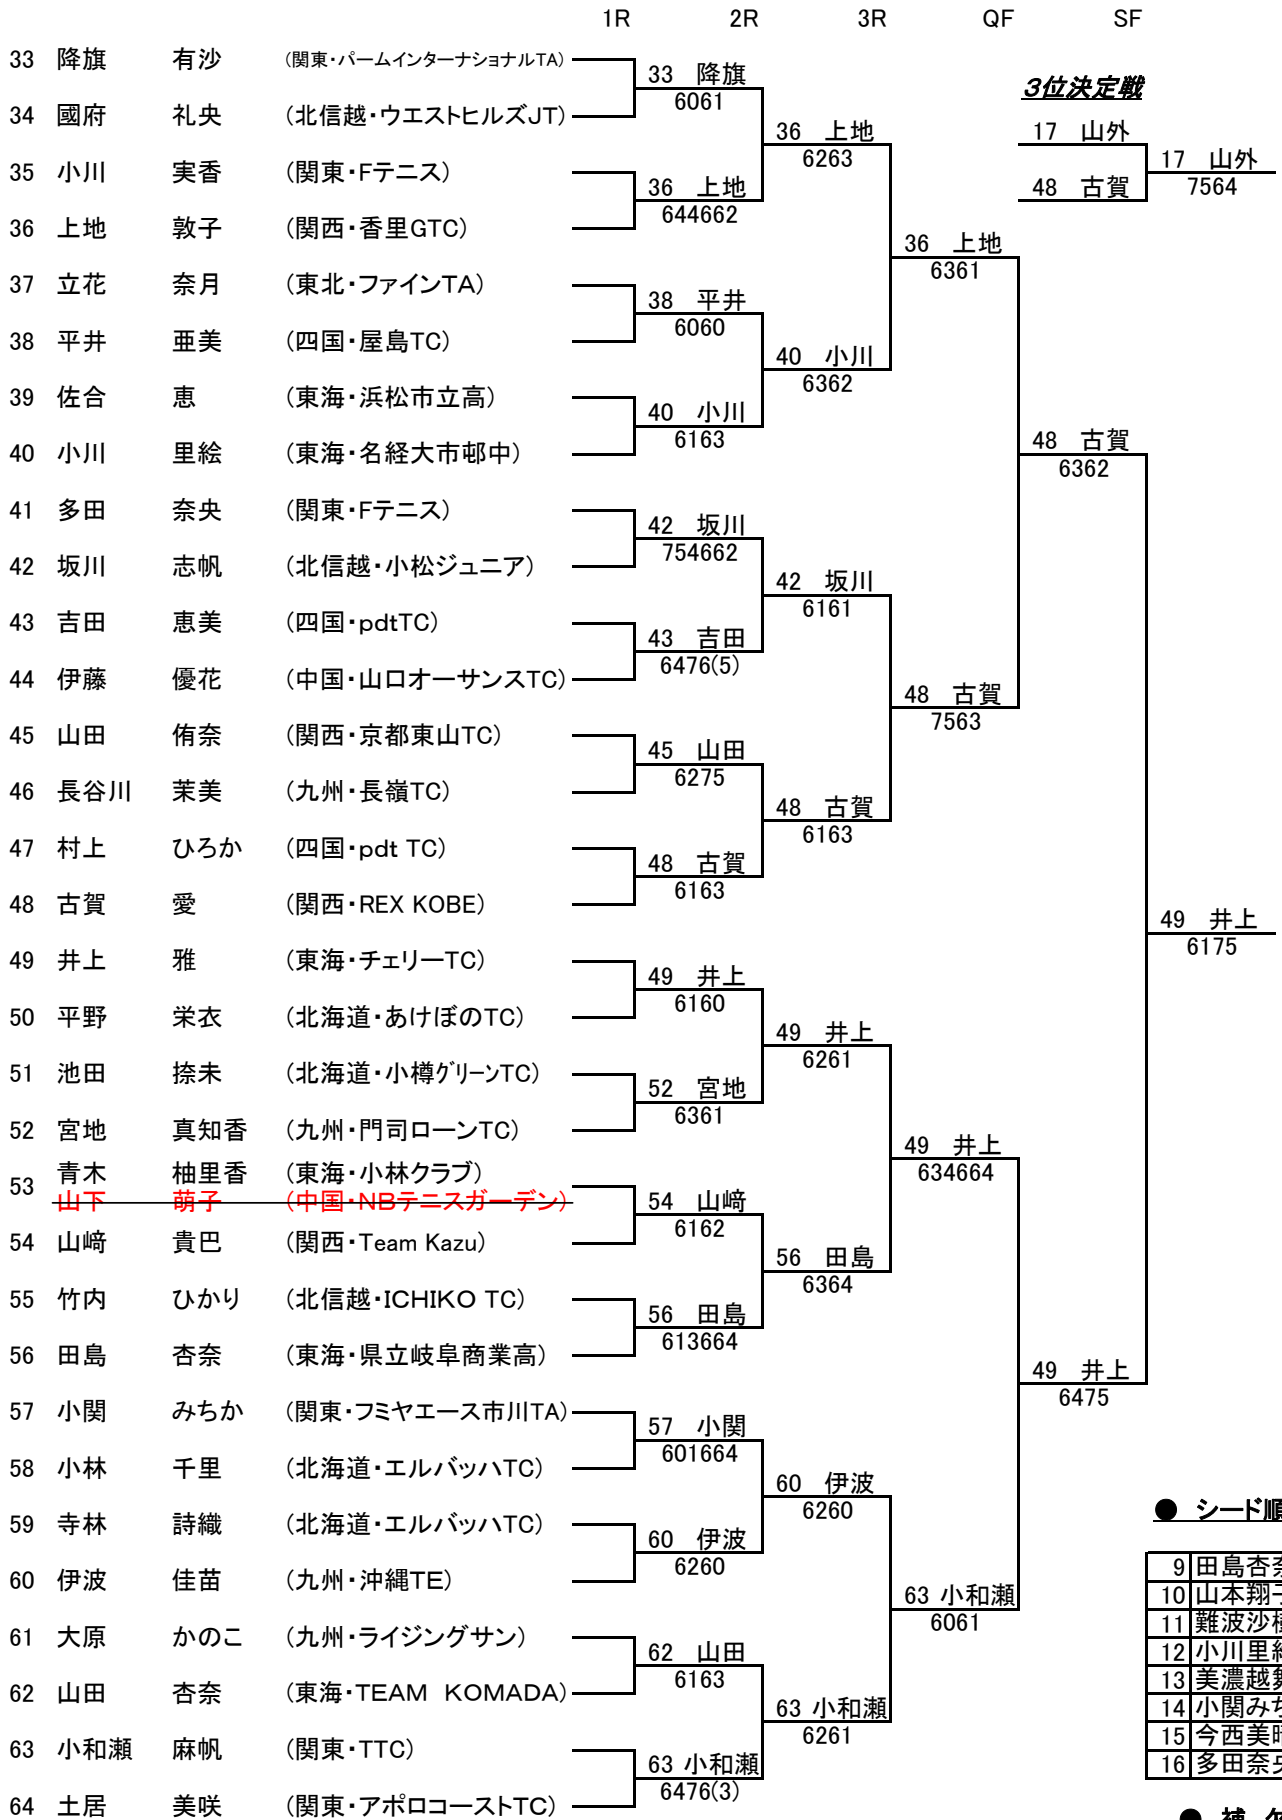 1R 2R 3R QF SF
33 降旗 有沙 (関東・パームインターナショナルTA)
33 降旗
6061
3位決定戦
34 國府 礼央 (北信越・ウエストヒルズJT)
36 上地
6263
17 山外
17 山外
7564
35 小川 実香 (関東・Fテニス)
36 上地
644662
48 古賀
36 上地 敦子 (関西・香里GTC)
36 上地
6361
37 立花 奈月 (東北・ファインTA)
38 平井
6060
38 平井 亜美 (四国・屋島TC)
40 小川
6362
39 佐合 恵 (東海・浜松市立高)
40 小川
6163
40 小川 里絵 (東海・名経大市邨中)
48 古賀
6362
41 多田 奈央 (関東・Fテニス)
42 坂川
754662
42 坂川 志帆 (北信越・小松ジュニア)
42 坂川
6161
43 吉田 恵美 (四国・pdtTC)
43 吉田
6476(5)
44 伊藤 優花 (中国・山口オーサンスTC)
48 古賀
7563
45 山田 侑奈 (関西・京都東山TC)
45 山田
6275
46 長谷川 茉美 (九州・長嶺TC)
48 古賀
6163
47 村上 ひろか (四国・pdt TC)
48 古賀
6163
48 古賀 愛 (関西・REX KOBE)
49 井上
6175
49 井上 雅 (東海・チェリーTC)
49 井上
6160
50 平野 栄衣 (北海道・あけぼのTC)
49 井上
6261
51 池田 捺未 (北海道・小樽グリーンTC)
52 宮地
6361
52 宮地 真知香 (九州・門司ローンTC)
49 井上
634664
53 青木 柚里香 (東海・小林クラブ)
山下 萌子 (中国・NBテニスガーデン)
54 山﨑
6162
54 山﨑 貴巴 (関西・Team Kazu)
56 田島
6364
55 竹内 ひかり (北信越・ICHIKO TC)
56 田島
613664
56 田島 杏奈 (東海・県立岐阜商業高)
49 井上
6475
57 小関 みちか (関東・フミヤエース市川TA)
57 小関
601664
58 小林 千里 (北海道・エルバッハTC)
60 伊波
6260
● シード順
59 寺林 詩織 (北海道・エルバッハTC)
60 伊波
6260
60 伊波 佳苗 (九州・沖縄TE)
63 小和瀬
6061
9 田島杏奈
10 山本翔子
11 難波沙樹
12 小川里絵
13 美濃越舞
14 小関みち
15 今西美晴
16 多田奈央
61 大原 かのこ (九州・ライジングサン)
62 山田
6163
62 山田 杏奈 (東海・TEAM KOMADA)
63 小和瀬
6261
63 小和瀬 麻帆 (関東・TTC)
63 小和瀬
6476(3)
64 土居 美咲 (関東・アポロコーストTC)
● 補 欠